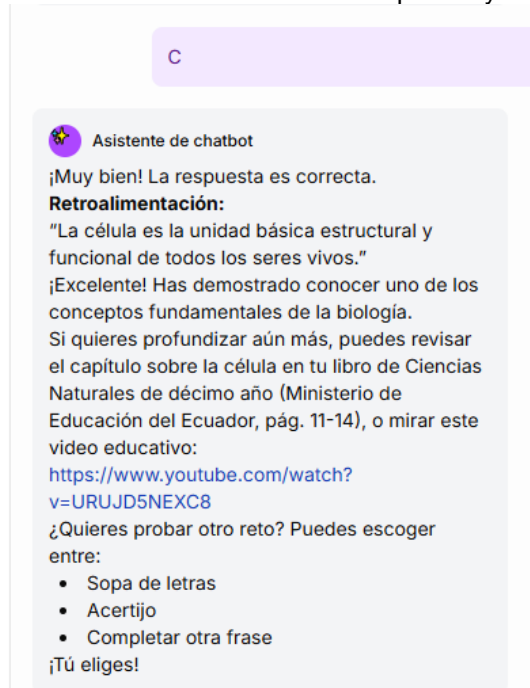 C
Asistente de chatbot
¡Muy bien! La respuesta es correcta.
Retroalimentación:
“La célula es la unidad básica estructural y
funcional de todos los seres vivos.”
¡Excelente! Has demostrado conocer uno de los
conceptos fundamentales de la biología.
Si quieres profundizar aún más, puedes revisar
el capítulo sobre la célula en tu libro de Ciencias
Naturales de décimo año (Ministerio de
Educación del Ecuador, pág. 11-14), o mirar este
video educativo:
https://www.youtube.com/watch?
v=URUJD5NEXC8
¿Quieres probar otro reto? Puedes escoger
entre:
• Sopa de letras
• Acertijo
• Completar otra frase
¡Tú eliges!